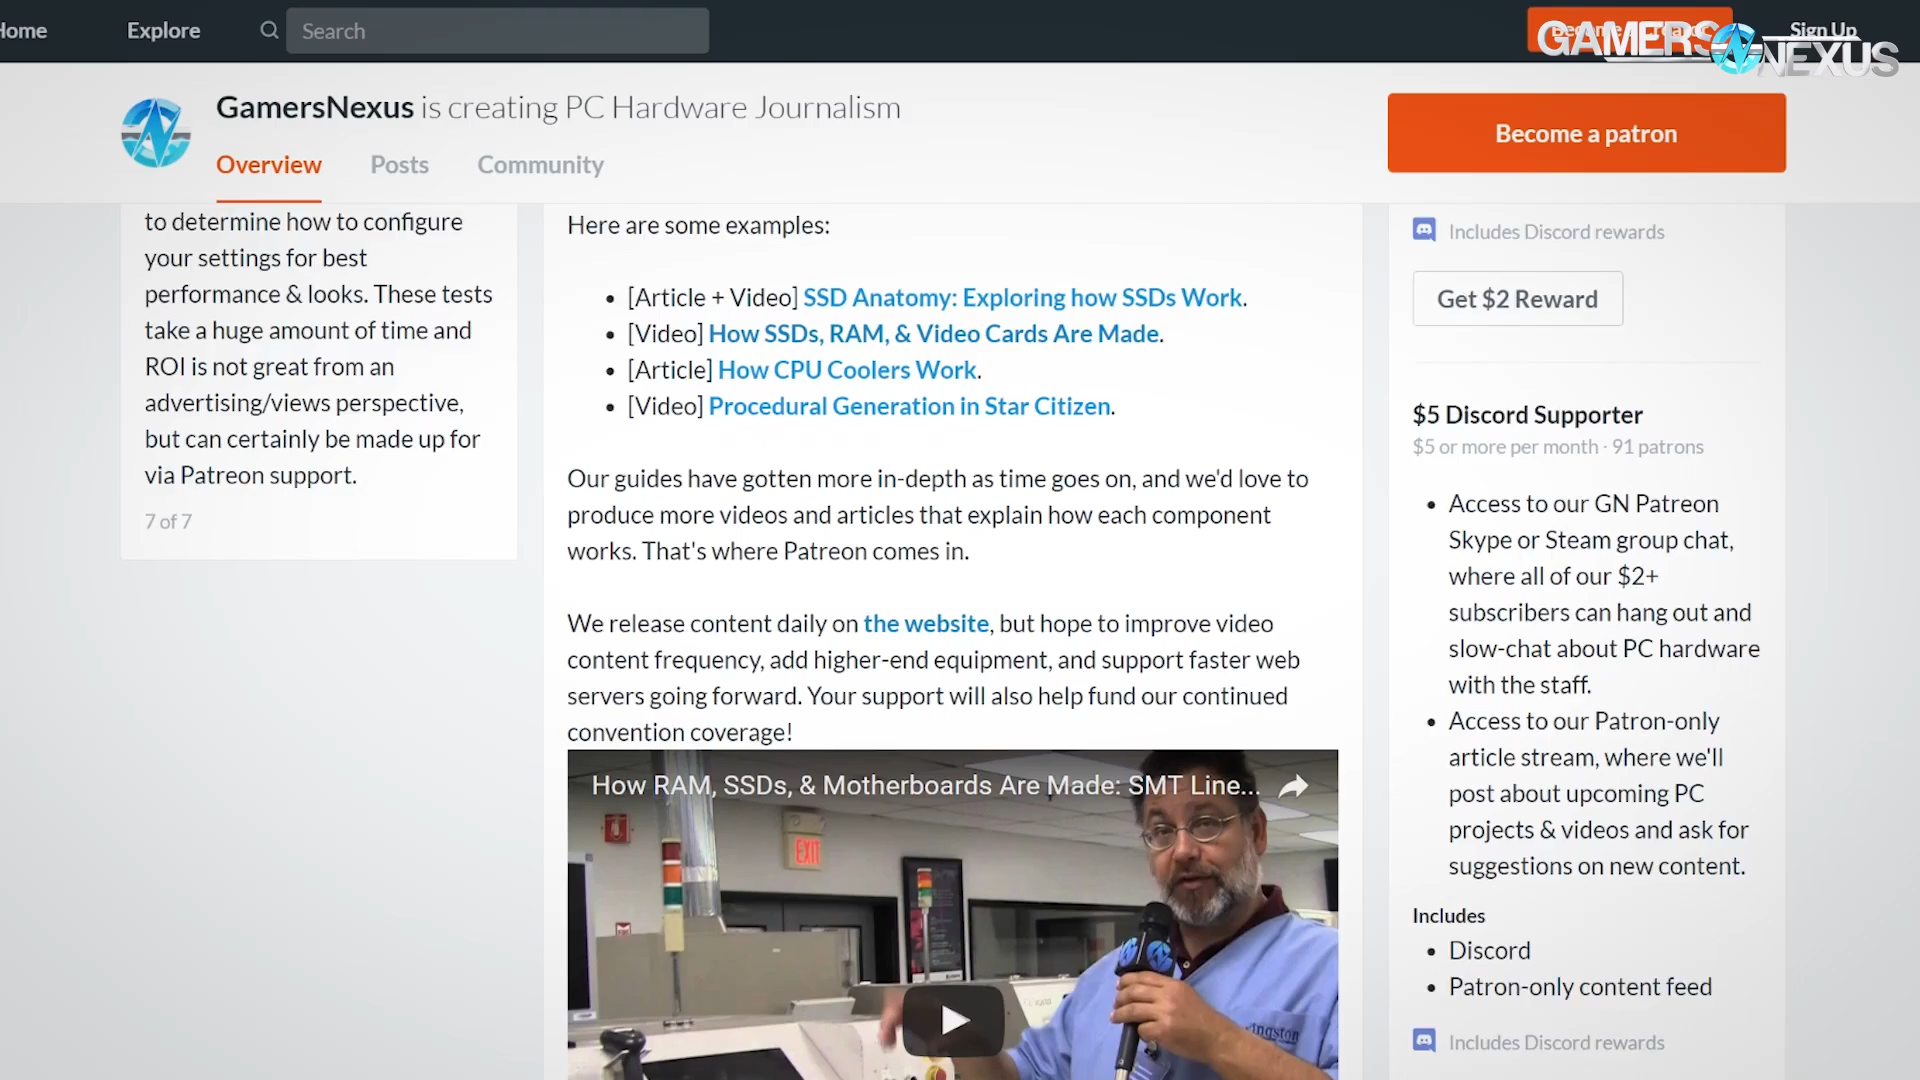 Home
Explore
Search
Sign Up
GAMERS NEXUS
GamersNexus is creating PC Hardware Journalism
Become a patron
Overview
Posts
Community
to determine how to configure
your settings for best
performance & looks. These tests
take a huge amount of time and
ROI is not great from an
advertising/views perspective,
but can certainly be made up for
via Patreon support.
7 of 7
Here are some examples:
• [Article + Video] SSD Anatomy: Exploring how SSDs Work.
• [Video] How SSDs, RAM, & Video Cards Are Made.
• [Article] How CPU Coolers Work.
• [Video] Procedural Generation in Star Citizen.
Our guides have gotten more in-depth as time goes on, and we'd love to
produce more videos and articles that explain how each component
works. That's where Patreon comes in.
We release content daily on the website, but hope to improve video
content frequency, add higher-end equipment, and support faster web
servers going forward. Your support will also help fund our continued
convention coverage!
How RAM, SSDs, & Motherboards Are Made: SMT Line...
EXIT
Includes Discord rewards
Get $2 Reward
$5 Discord Supporter
$5 or more per month · 91 patrons
• Access to our GN Patreon
Skype or Steam group chat,
where all of our $2+
subscribers can hang out and
slow-chat about PC hardware
with the staff.
• Access to our Patron-only
article stream, where we'll
post about upcoming PC
projects & videos and ask for
suggestions on new content.
Includes
• Discord
• Patron-only content feed
Includes Discord rewards